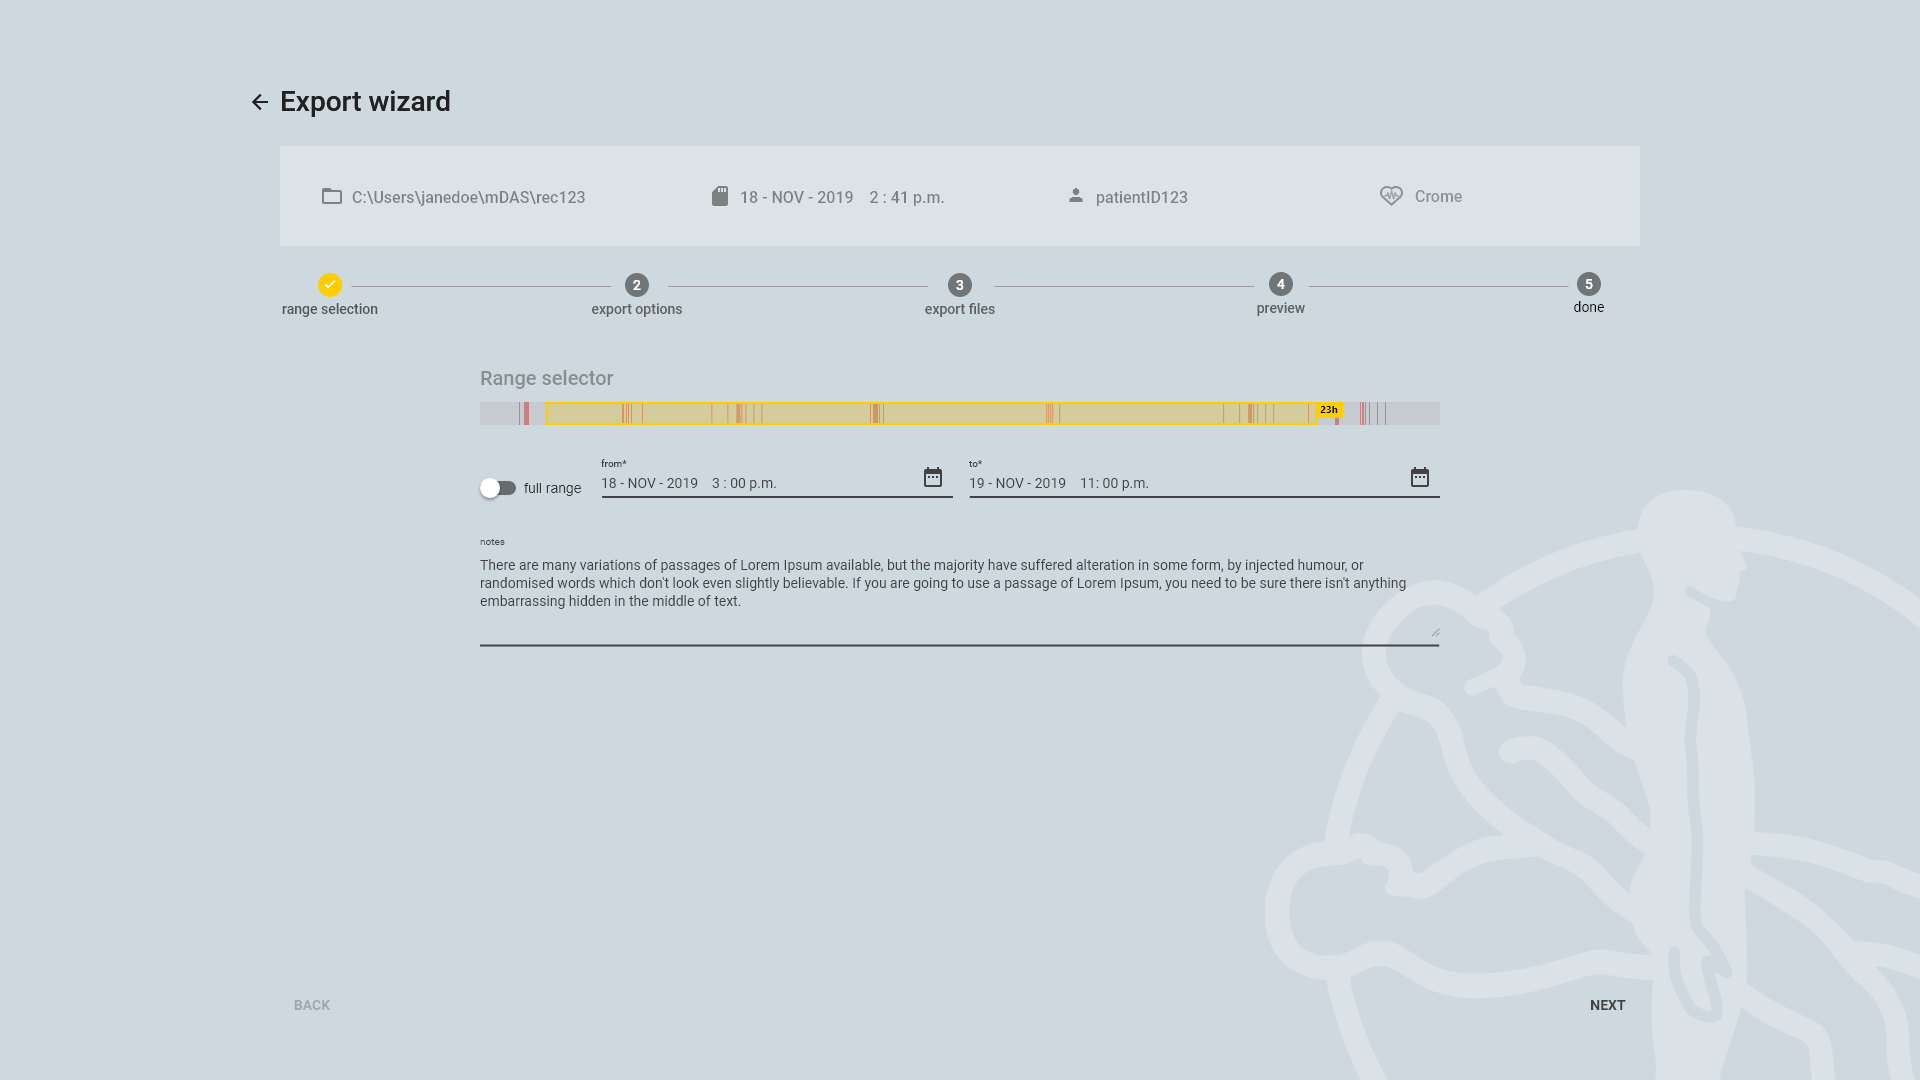 Export wizard
C:\Users\janedoe\mDAS\rec123 18 - NOV - 2019 2 : 41 p.m. patientID123 Crome
2 3 4 5
range selection export options export files preview done
Range selector
23h
from* to*
full range 18 - NOV - 2019 3 : 00 p.m. 19 - NOV - 2019 11: 00 p.m.
notes
There are many variations of passages of Lorem Ipsum available, but the majority have suffered alteration in some form, by injected humour, or
randomised words which don't look even slightly believable. If you are going to use a passage of Lorem Ipsum, you need to be sure there isn't anything
embarrassing hidden in the middle of text.
BACK NEXT